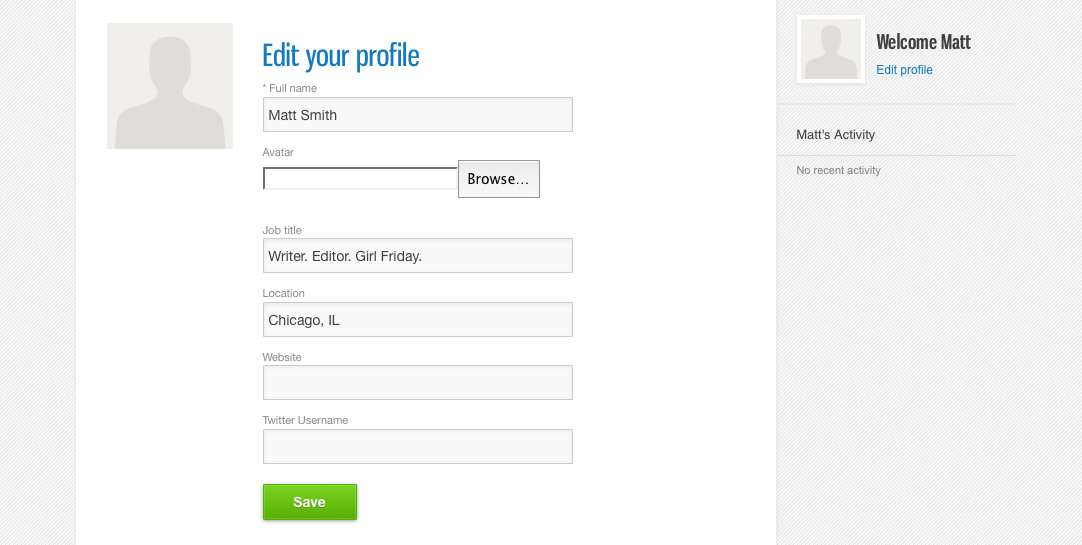 Edit your profile
* Full name
Matt Smith
Avatar
Browse...
Job title
Writer. Editor. Girl Friday.
Location
Chicago, IL
Website
Twitter Username
Save
Welcome Matt
Edit profile
Matt's Activity
No recent activity